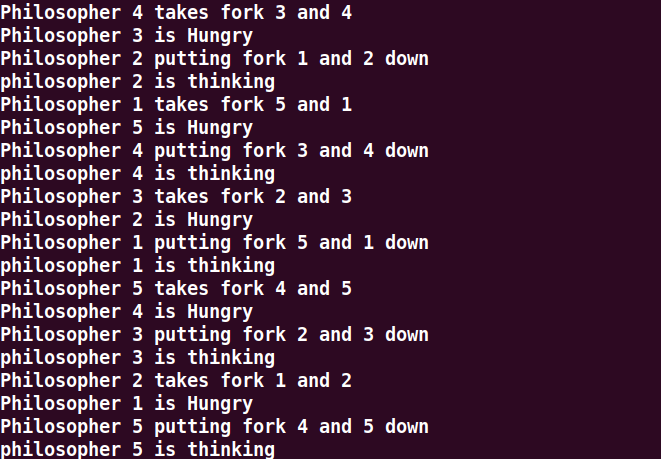 Philosopher 4 takes fork 3 and 4
Philosopher 3 is Hungry
Philosopher 2 putting fork 1 and 2 down
philosopher 2 is thinking
Philosopher 1 takes fork 5 and 1
Philosopher 5 is Hungry
Philosopher 4 putting fork 3 and 4 down
philosopher 4 is thinking
Philosopher 3 takes fork 2 and 3
Philosopher 2 is Hungry
Philosopher 1 putting fork 5 and 1 down
philosopher 1 is thinking
Philosopher 5 takes fork 4 and 5
Philosopher 4 is Hungry
Philosopher 3 putting fork 2 and 3 down
philosopher 3 is thinking
Philosopher 2 takes fork 1 and 2
Philosopher 1 is Hungry
Philosopher 5 putting fork 4 and 5 down
philosopher 5 is thinking